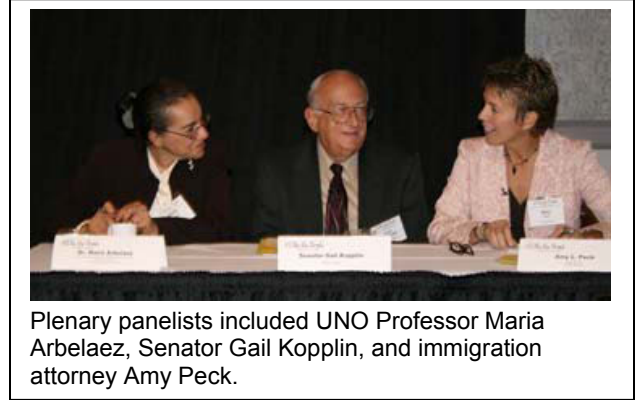 Dr. Maria Arbelaez
Senator Gail Kopplin
Amy L. Peck
Plenary panelists included UNO Professor Maria
Arbelaez, Senator Gail Kopplin, and immigration
attorney Amy Peck.